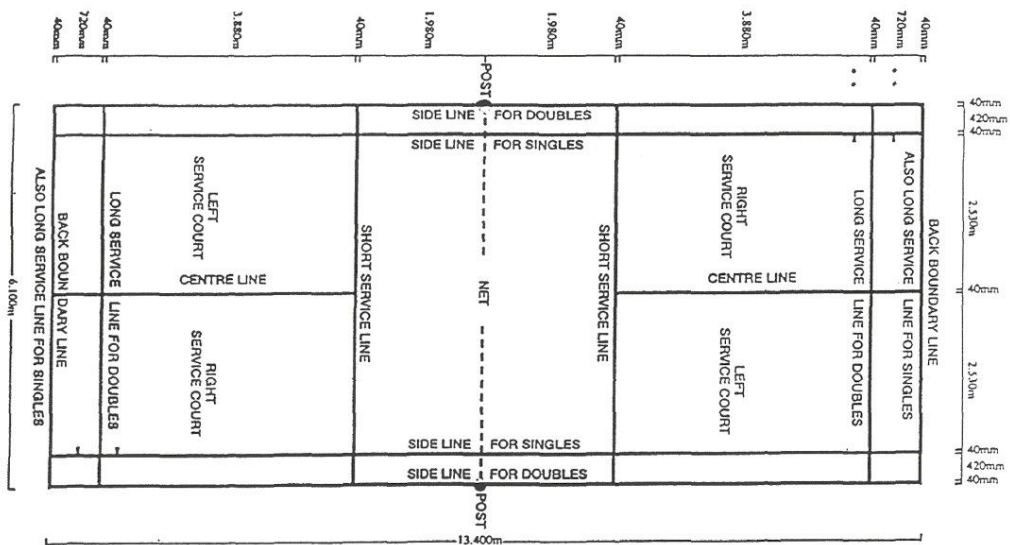 40mm
720mm
40mm
3.880m
40mm
1.980m
1.980m
40mm
3.880m
40mm
720mm
40mm
POST
40mm
420mm
40mm
2.530m
40mm
2.530m
40mm
420mm
40mm
SIDE LINE FOR DOUBLES
SIDE LINE FOR SINGLES
LEFT
SERVICE COURT
RIGHT
SERVICE COURT
CENTRE LINE
CENTRE LINE
RIGHT
SERVICE COURT
LEFT
SERVICE COURT
ALSO LONG SERVICE LINE FOR SINGLES
BACK BOUNDARY LINE
LONG SERVICE LINE FOR DOUBLES
SHORT SERVICE LINE
NET
SHORT SERVICE LINE
LONG SERVICE LINE FOR DOUBLES
ALSO LONG SERVICE LINE FOR SINGLES
BACK BOUNDARY LINE
6.100m
SIDE LINE FOR SINGLES
SIDE LINE FOR DOUBLES
POST
13.400m